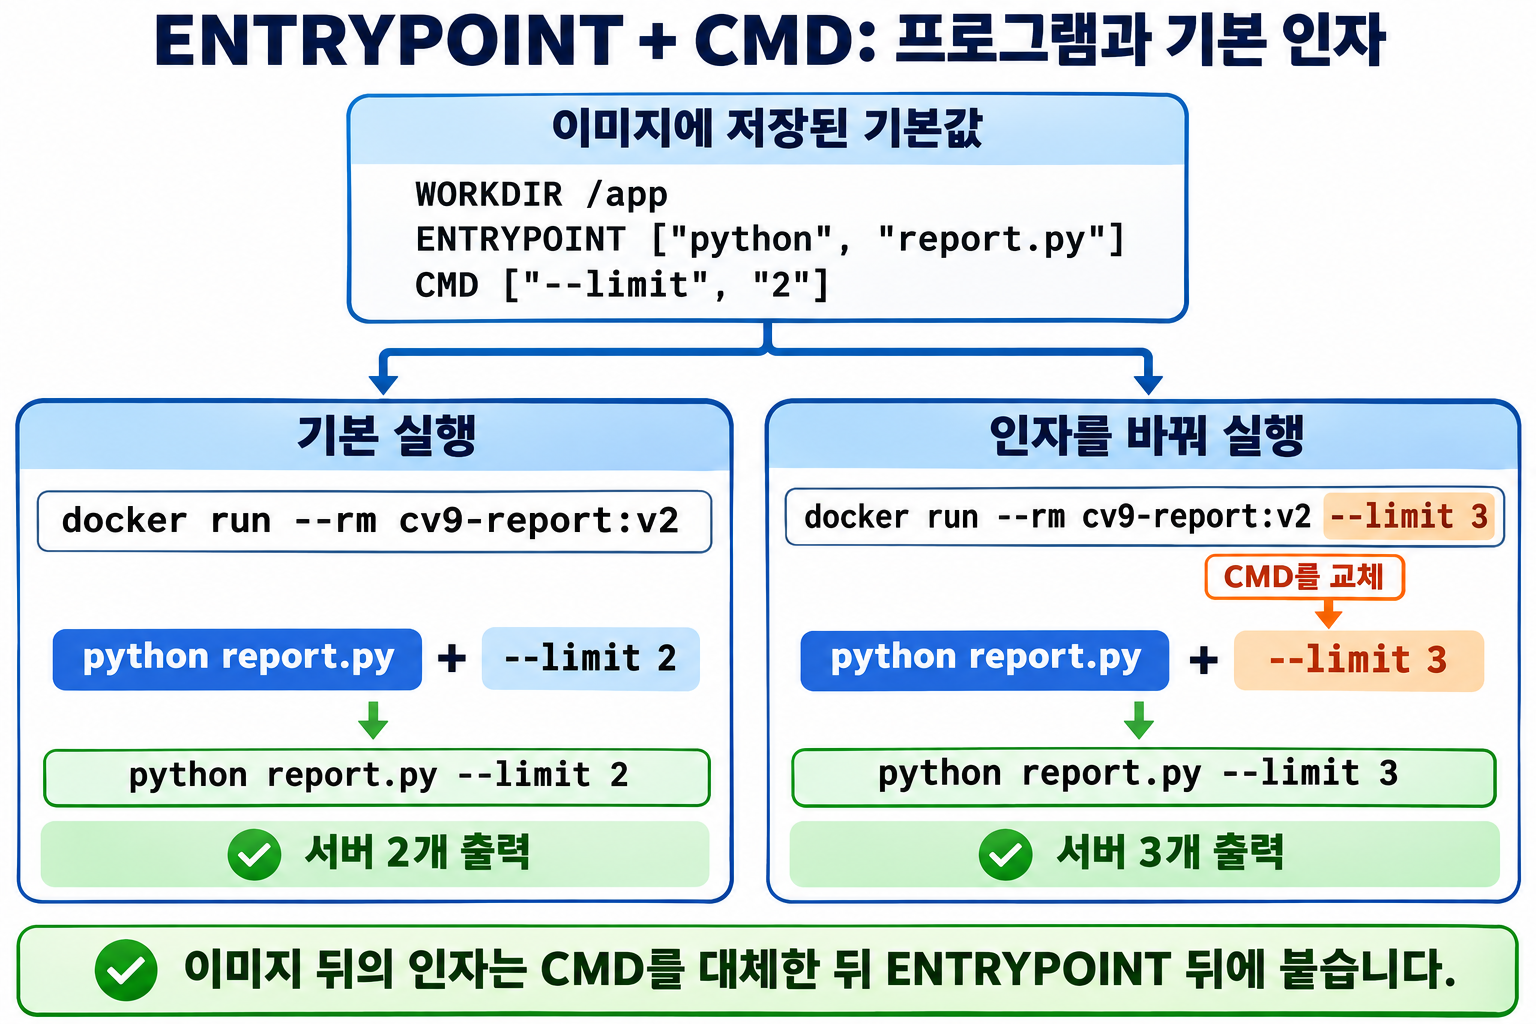 ENTRYPOINT + CMD: 프로그램과 기본 인자
이미지에 저장된 기본값
WORKDIR /app
ENTRYPOINT ["python", "report.py"]
CMD ["--limit", "2"]
기본 실행
docker run --rm cv9-report:v2
python report.py + --limit 2
python report.py --limit 2
서버 2개 출력
인자를 바꿔 실행
docker run --rm cv9-report:v2 --limit 3
CMD를 교체
python report.py + --limit 3
python report.py --limit 3
서버 3개 출력
이미지 뒤의 인자는 CMD를 대체한 뒤 ENTRYPOINT 뒤에 붙습니다.